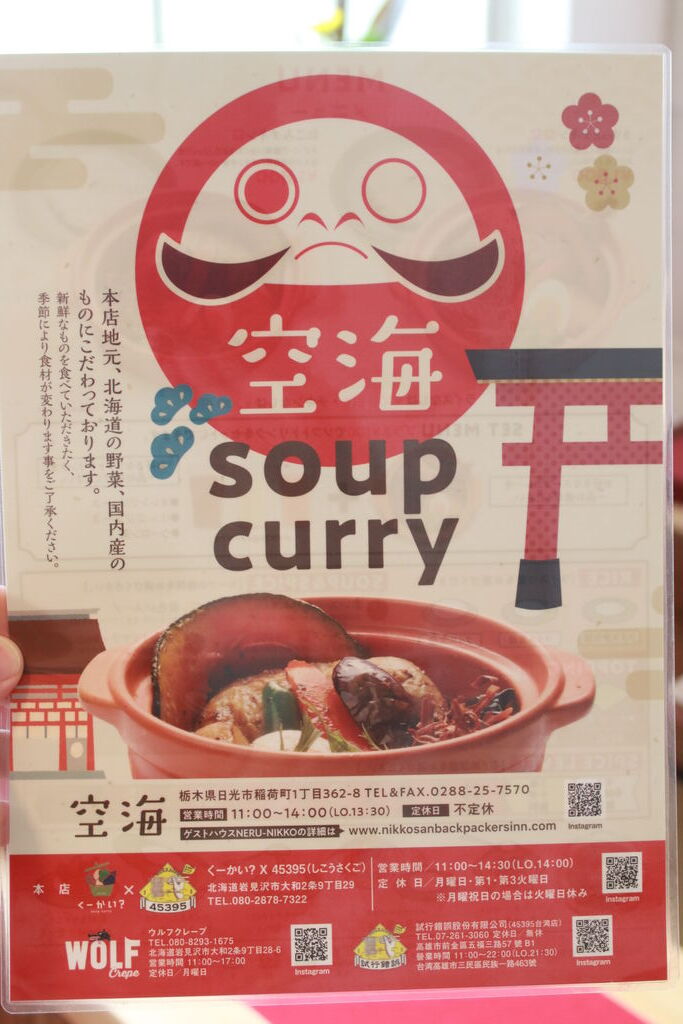 空海
soup
curry
本店地元、北海道の野菜、国内産の
ものにこだわっております。
新鮮なものを食べていただきたく、
季節により食材が変わります事をご了承ください。
空海
栃木県日光市稲荷町1丁目362-8 TEL&FAX.0288-25-7570
営業時間 11:00~14:00(LO.13:30) 定休日 不定休
ゲストハウスNERU-NIKKOの詳細は www.nikkosanbackpackersinn.com
Instagram
本店
くーかい?
×
45395
くーかい? X 45395(しこうさくご)
北海道岩見沢市大和2条9丁目29
TEL.080-2878-7322
営業時間/11:00~14:30(LO.14:00)
定休日/月曜日・第1・第3火曜日
※月曜祝日の場合は火曜日休み
Instagram
WOLF
Crepe
ウルフクレープ
TEL.080-8293-1675
北海道岩見沢市大和2条9丁目28-6
営業時間 11:00~17:00
定休日/月曜日
Instagram
試行錯誤
試行錯誤股份有限公司(45395台湾店)
TEL.07-261-3060 定休日/無休
高雄市前金區五福三路57號 B1
營業時間 11:00~22:00(LO.21:30)
台湾高雄市三民區民族一路463號
Instagram